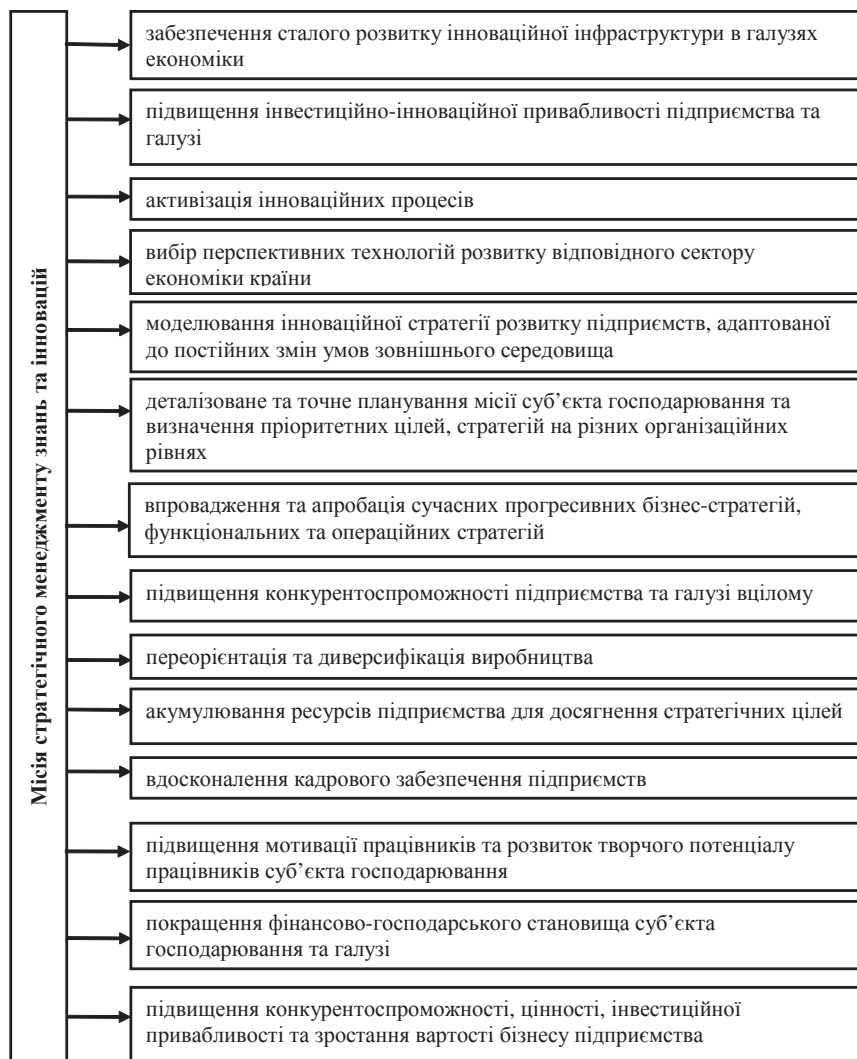 Місія стратегічного менеджменту знань та інновацій
забезпечення сталого розвитку інноваційної інфраструктури в галузях
економіки
підвищення інвестиційно-інноваційної привабливості підприємства та
галузі
активізація інноваційних процесів
вибір перспективних технологій розвитку відповідного сектору
економіки країни
моделювання інноваційної стратегії розвитку підприємств, адаптованої
до постійних змін умов зовнішнього середовища
деталізоване та точне планування місії суб’єкта господарювання та
визначення пріоритетних цілей, стратегій на різних організаційних
рівнях
впровадження та апробація сучасних прогресивних бізнес-стратегій,
функціональних та операційних стратегій
підвищення конкурентоспроможності підприємства та галузі вцілому
переорієнтація та диверсифікація виробництва
акумулювання ресурсів підприємства для досягнення стратегічних цілей
вдосконалення кадрового забезпечення підприємств
підвищення мотивації працівників та розвиток творчого потенціалу
працівників суб’єкта господарювання
покращення фінансово-господарського становища суб’єкта
господарювання та галузі
підвищення конкурентоспроможності, цінності, інвестиційної
привабливості та зростання вартості бізнесу підприємства